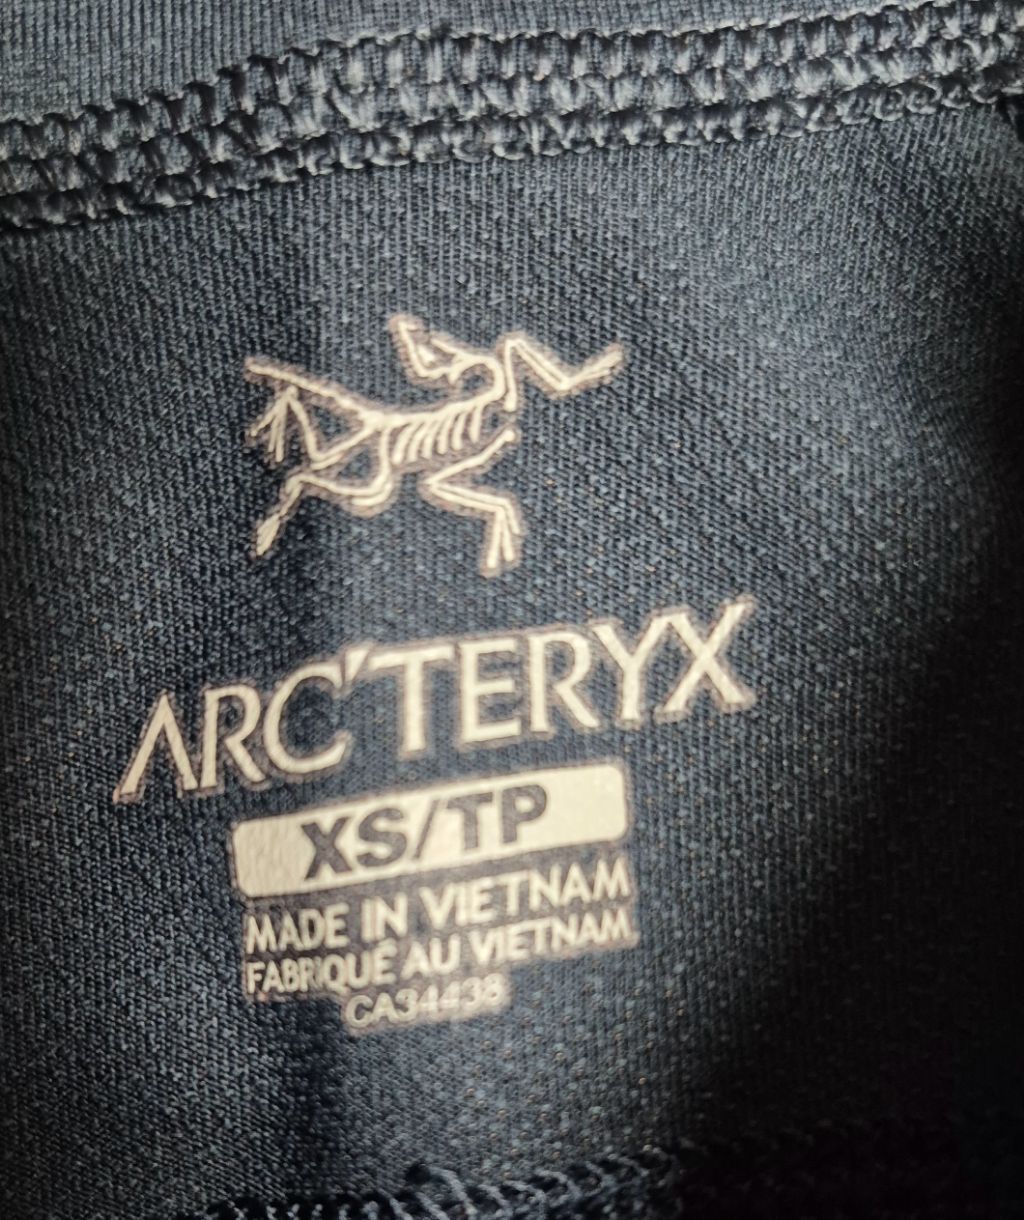 ARC'TERYX
XS/TP
MADE IN VIETNAM
FABRIQUÉ AU VIETNAM
CA34438